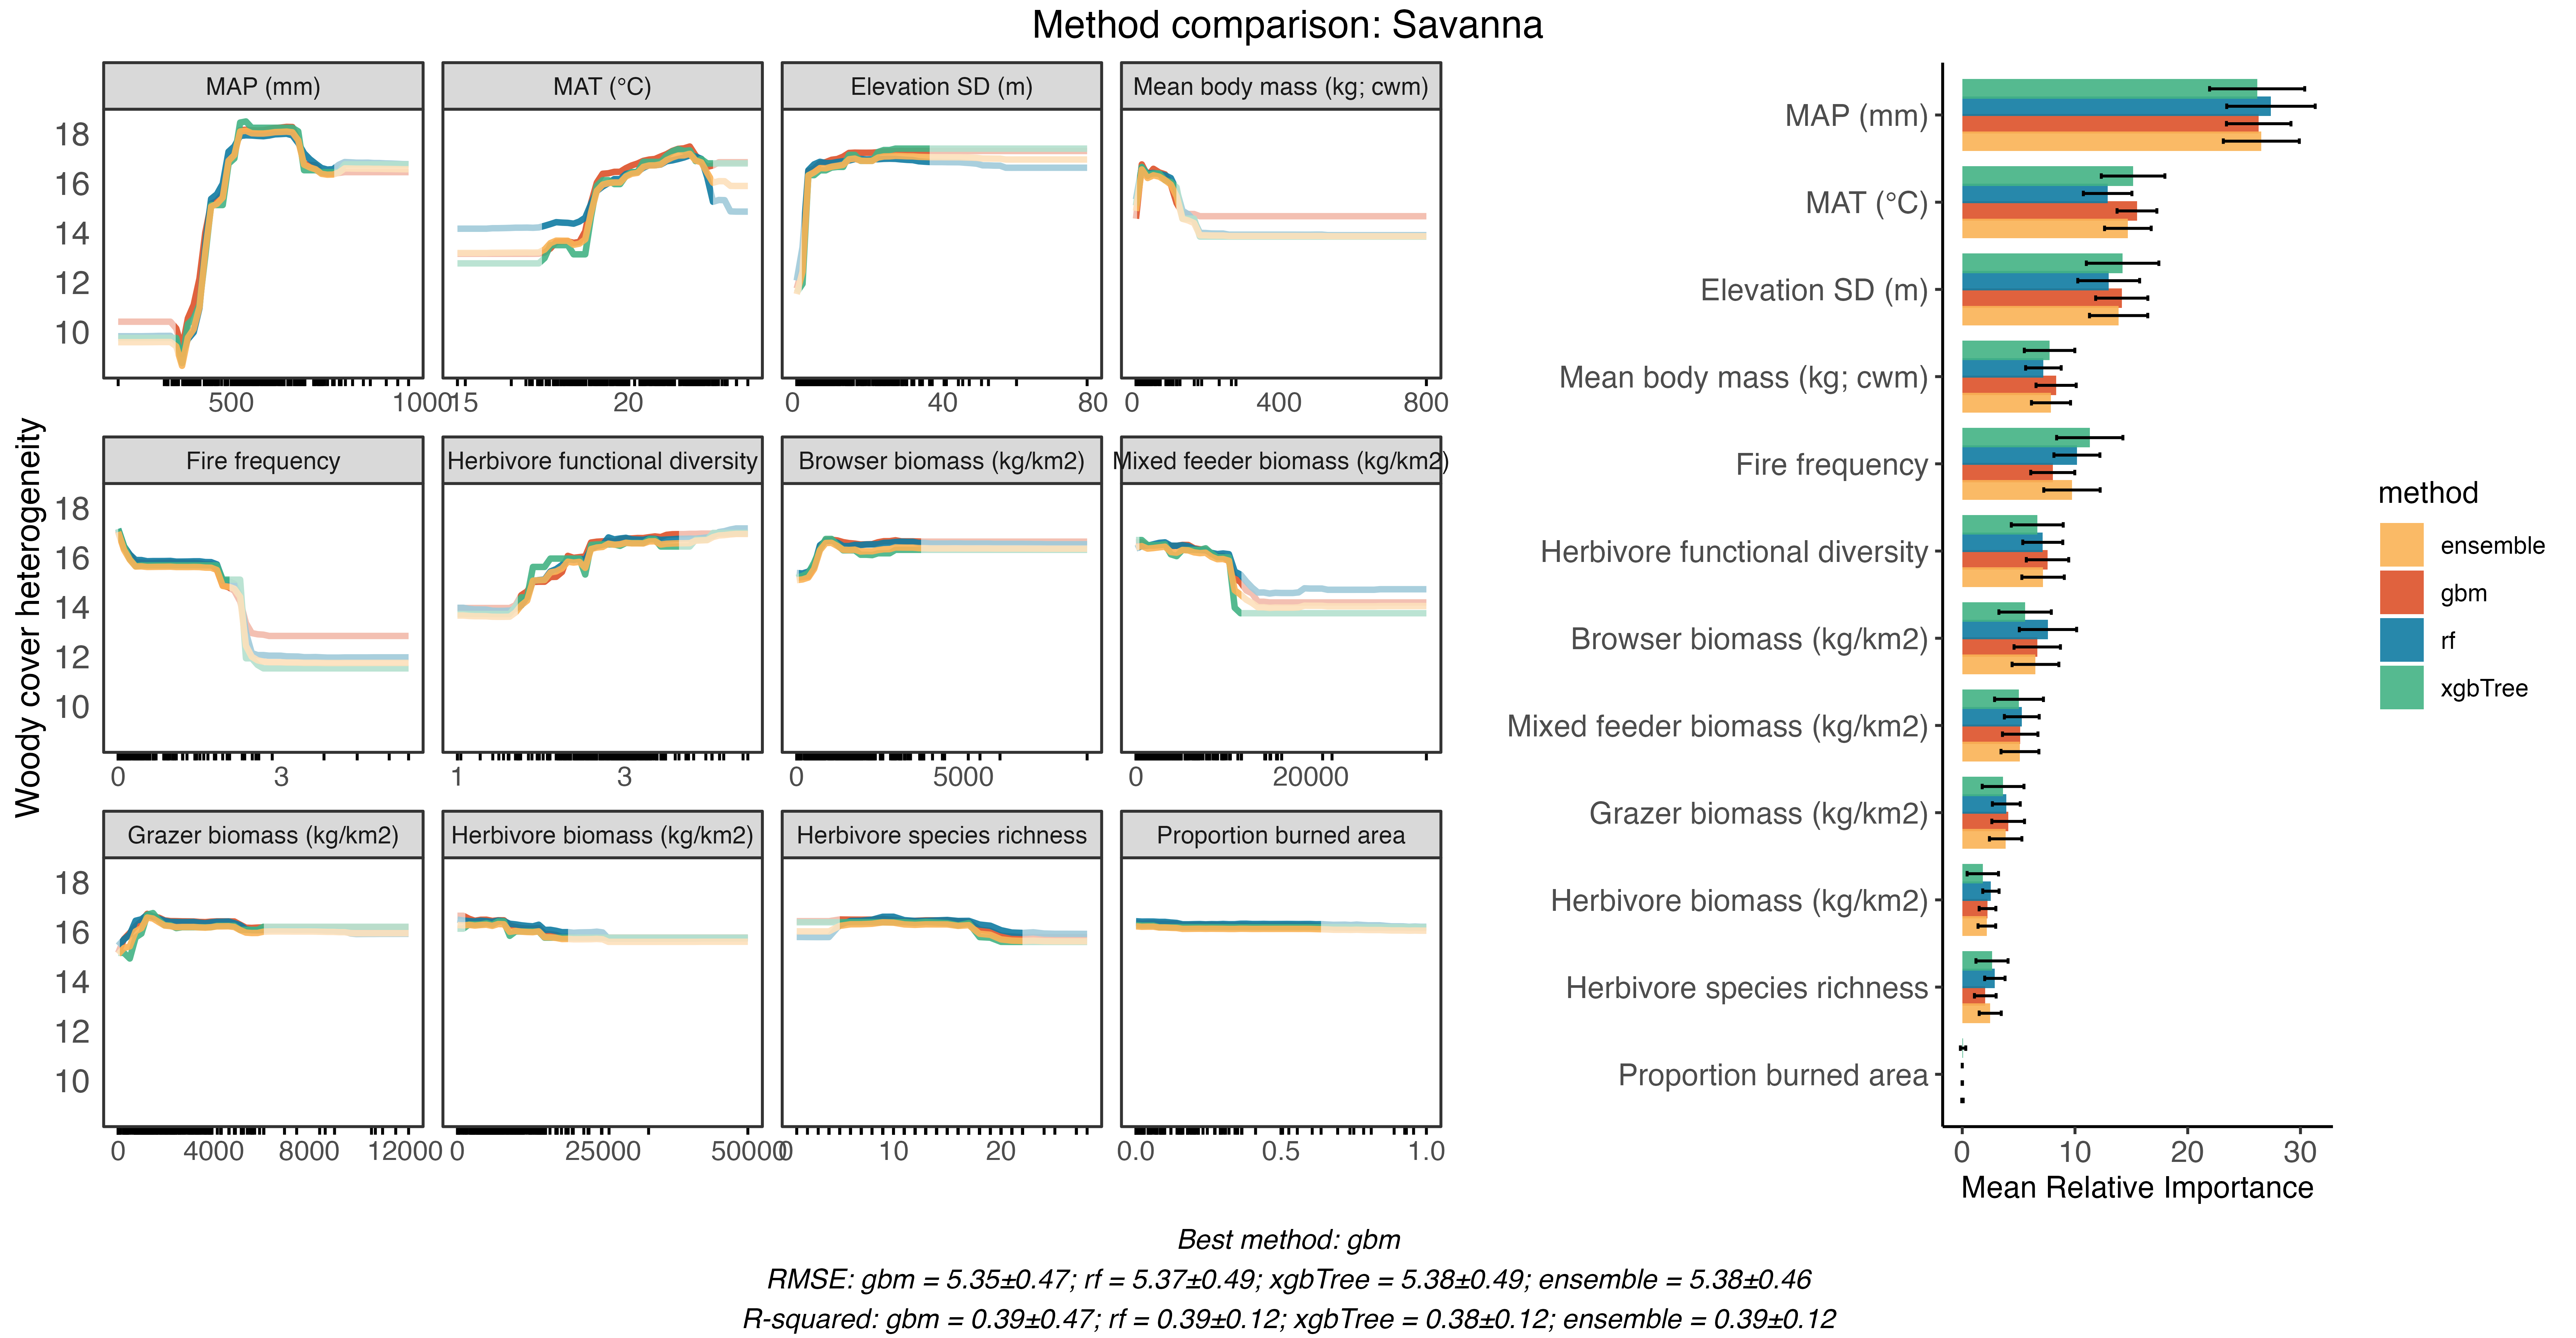 Method comparison: Savanna
MAP (mm)
MAT (°C)
Elevation SD (m)
Mean body mass (kg; cwm)
18
16
14
12
10
500
1000
15
20
0
40
80
0
400
800
Woody cover heterogeneity
Fire frequency
Herbivore functional diversity
Browser biomass (kg/km2)
Mixed feeder biomass (kg/km2)
18
16
14
12
10
0
3
1
3
0
5000
0
20000
Grazer biomass (kg/km2)
Herbivore biomass (kg/km2)
Herbivore species richness
Proportion burned area
18
16
14
12
10
0
4000
8000
12000
0
25000
50000
0
10
20
0.0
0.5
1.0
MAP (mm)
MAT (°C)
Elevation SD (m)
Mean body mass (kg; cwm)
Fire frequency
Herbivore functional diversity
Browser biomass (kg/km2)
Mixed feeder biomass (kg/km2)
Grazer biomass (kg/km2)
Herbivore biomass (kg/km2)
Herbivore species richness
Proportion burned area
0
10
20
30
Mean Relative Importance
method
ensemble
gbm
rf
xgbTree
Best method: gbm
RMSE: gbm = 5.35±0.47; rf = 5.37±0.49; xgbTree = 5.38±0.49; ensemble = 5.38±0.46
R-squared: gbm = 0.39±0.47; rf = 0.39±0.12; xgbTree = 0.38±0.12; ensemble = 0.39±0.12